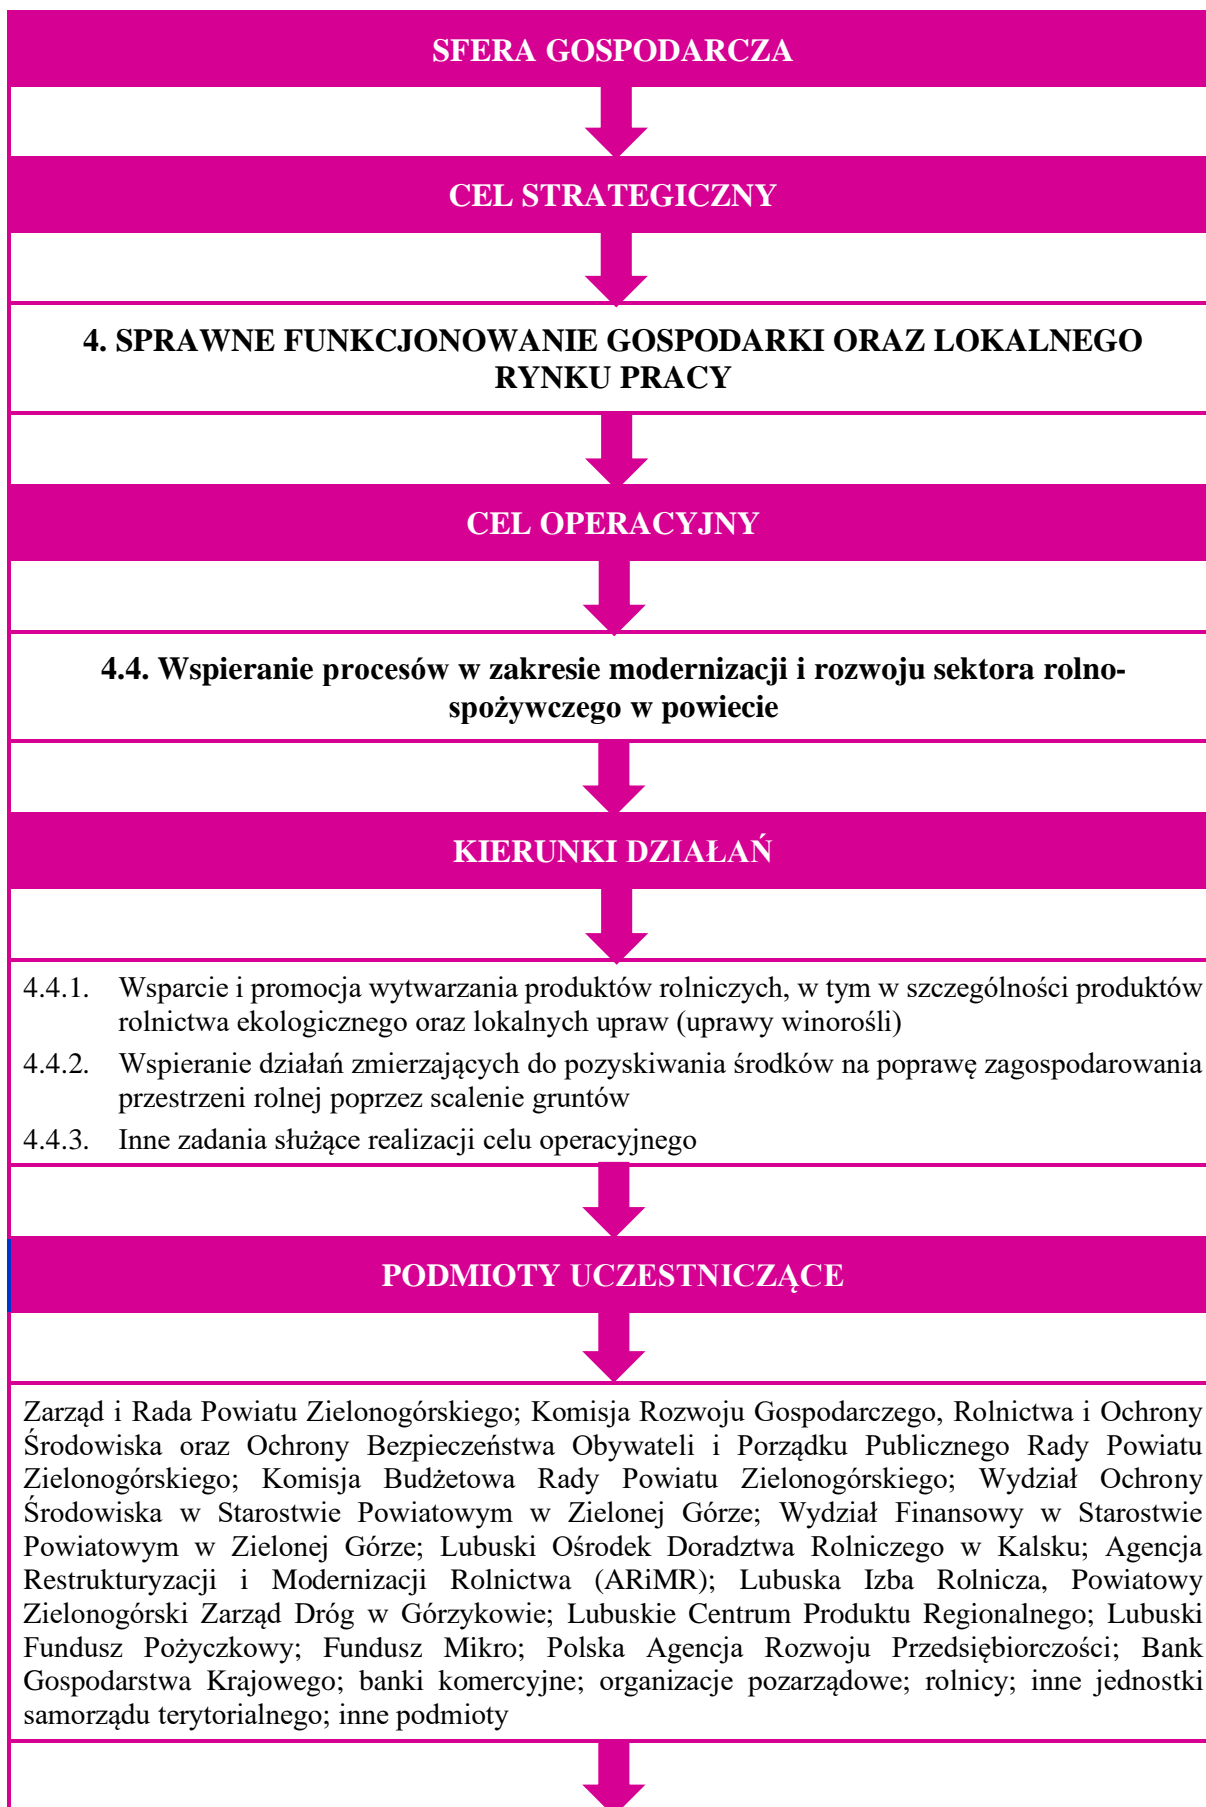 SFERA GOSPODARCZA
CEL STRATEGICZNY
4. SPRAWNE FUNKCJONOWANIE GOSPODARKI ORAZ LOKALNEGO
RYNKU PRACY
CEL OPERACYJNY
4.4. Wspieranie procesów w zakresie modernizacji i rozwoju sektora rolno-
spożywczego w powiecie
KIERUNKI DZIAŁAŃ
4.4.1. Wsparcie i promocja wytwarzania produktów rolniczych, w tym w szczególności produktów
rolnictwa ekologicznego oraz lokalnych upraw (uprawy winorośli)
4.4.2. Wspieranie działań zmierzających do pozyskiwania środków na poprawę zagospodarowania
przestrzeni rolnej poprzez scalenie gruntów
4.4.3. Inne zadania służące realizacji celu operacyjnego
PODMIOTY UCZESTNICZĄCE
Zarząd i Rada Powiatu Zielonogórskiego; Komisja Rozwoju Gospodarczego, Rolnictwa i Ochrony
Środowiska oraz Ochrony Bezpieczeństwa Obywateli i Porządku Publicznego Rady Powiatu
Zielonogórskiego; Komisja Budżetowa Rady Powiatu Zielonogórskiego; Wydział Ochrony
Środowiska w Starostwie Powiatowym w Zielonej Górze; Wydział Finansowy w Starostwie
Powiatowym w Zielonej Górze; Lubuski Ośrodek Doradztwa Rolniczego w Kalsku; Agencja
Restrukturyzacji i Modernizacji Rolnictwa (ARiMR); Lubuska Izba Rolnicza, Powiatowy
Zielonogórski Zarząd Dróg w Górzykowie; Lubuskie Centrum Produktu Regionalnego; Lubuski
Fundusz Pożyczkowy; Fundusz Mikro; Polska Agencja Rozwoju Przedsiębiorczości; Bank
Gospodarstwa Krajowego; banki komercyjne; organizacje pozarządowe; rolnicy; inne jednostki
samorządu terytorialnego; inne podmioty